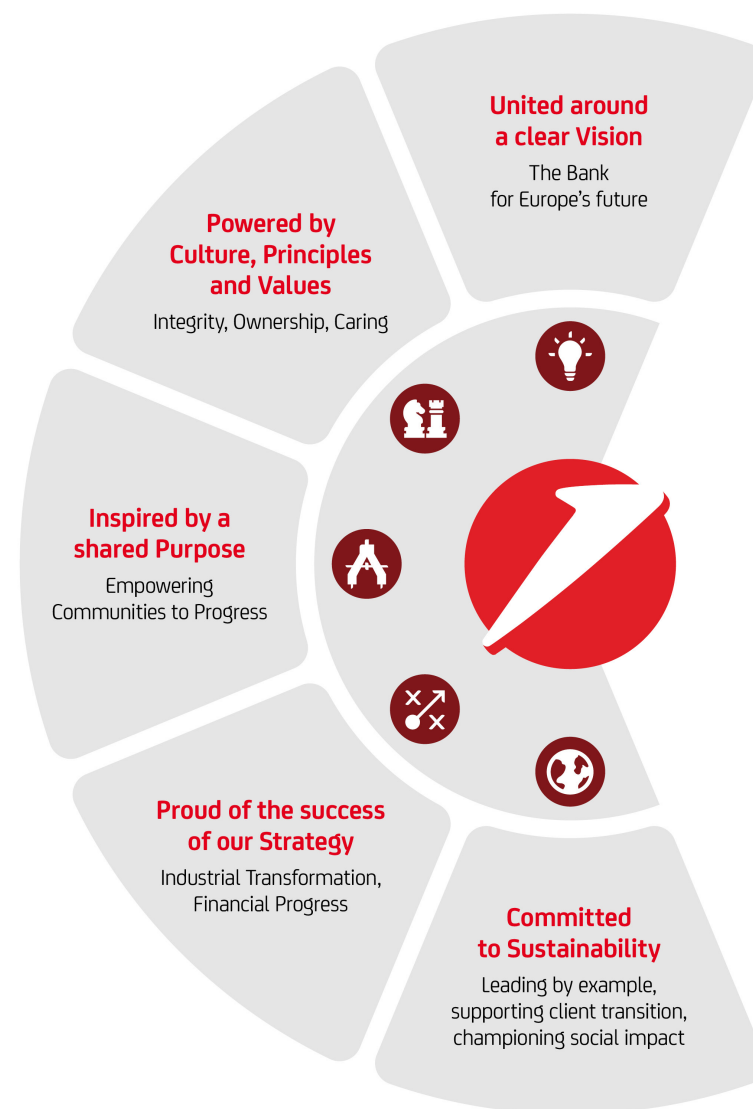 United around
a clear Vision
The Bank
for Europe’s future
Powered by
Culture, Principles
and Values
Integrity, Ownership, Caring
Inspired by a
shared Purpose
Empowering
Communities to Progress
Proud of the success
of our Strategy
Industrial Transformation,
Financial Progress
Committed
to Sustainability
Leading by example,
supporting client transition,
championing social impact